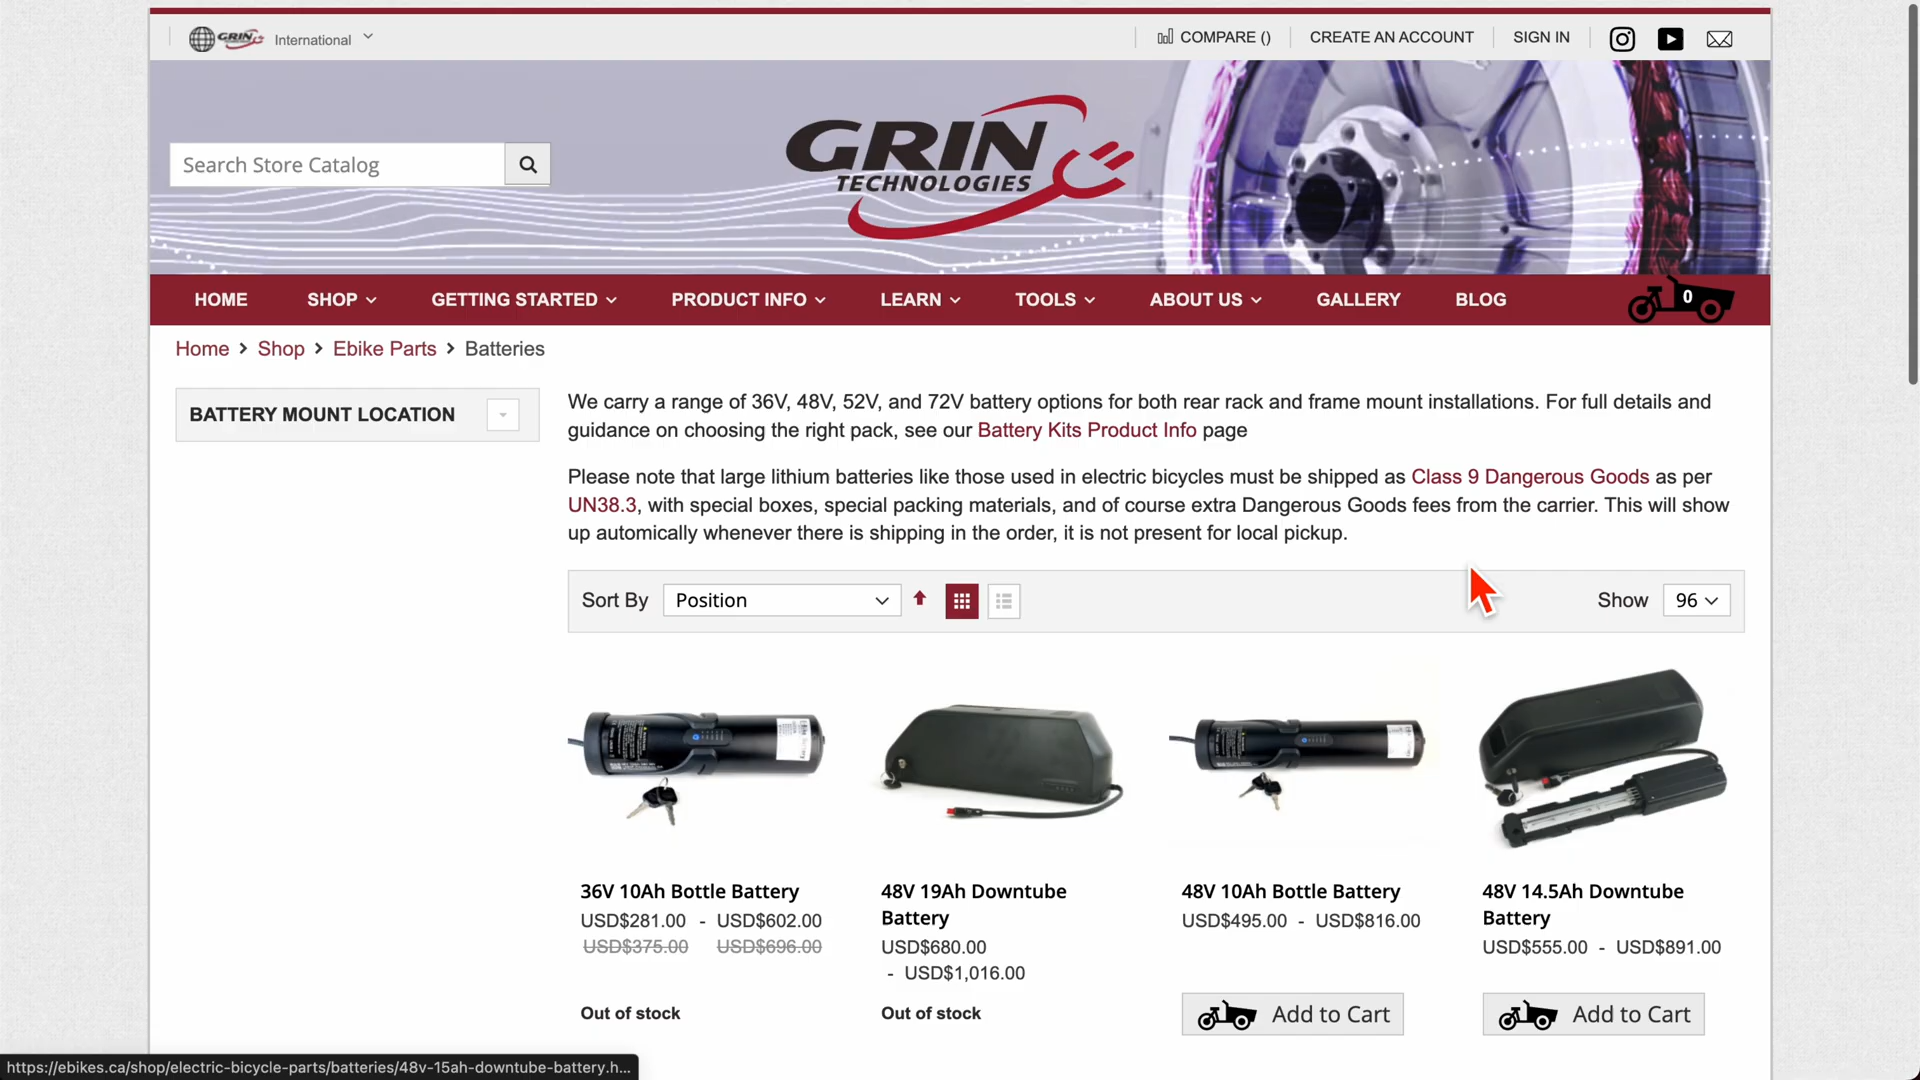 GRIN International
COMPARE ()
CREATE AN ACCOUNT
SIGN IN
Search Store Catalog
GRIN
TECHNOLOGIES
HOME
SHOP
GETTING STARTED
PRODUCT INFO
LEARN
TOOLS
ABOUT US
GALLERY
BLOG
0
Home > Shop > Ebike Parts > Batteries
BATTERY MOUNT LOCATION
We carry a range of 36V, 48V, 52V, and 72V battery options for both rear rack and frame mount installations. For full details and
guidance on choosing the right pack, see our Battery Kits Product Info page
Please note that large lithium batteries like those used in electric bicycles must be shipped as Class 9 Dangerous Goods as per
UN38.3, with special boxes, special packing materials, and of course extra Dangerous Goods fees from the carrier. This will show
up automically whenever there is shipping in the order, it is not present for local pickup.
Sort By
Position
Show
96
36V 10Ah Bottle Battery
USD$281.00 - USD$602.00
USD$375.00 USD$696.00
Out of stock
48V 19Ah Downtube
Battery
USD$680.00
- USD$1,016.00
Out of stock
48V 10Ah Bottle Battery
USD$495.00 - USD$816.00
Add to Cart
48V 14.5Ah Downtube
Battery
USD$555.00 - USD$891.00
Add to Cart
https://ebikes.ca/shop/electric-bicycle-parts/batteries/48v-15ah-downtube-battery.h...